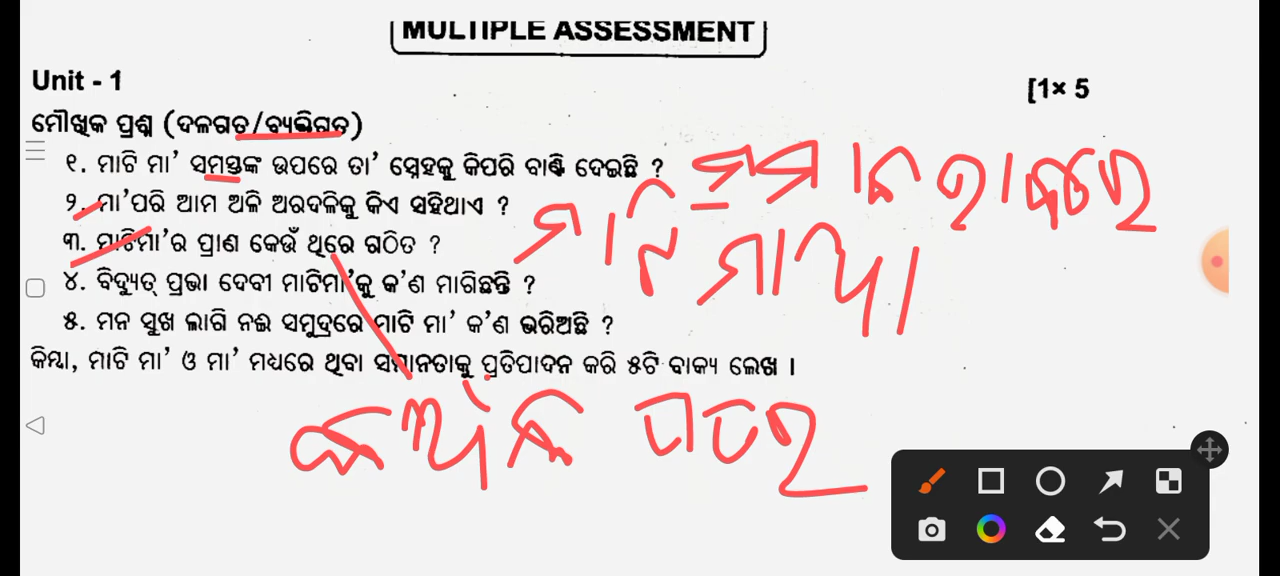 MULTIPLE ASSESSMENT
Unit - 1
[1× 5
ମୌଖିକ ପ୍ରଶ୍ନ (ଦଳଗତ/ବ୍ୟକ୍ତିଗତ)
୧. ମାଟି ମା' ସମସ୍ତଙ୍କ ଉପରେ ତା' ସ୍ନେହକୁ କିପରି ବାଣ୍ଟି ଦେଇଛି ?
୨. ମା'ପରି ଆମ ଅଳି ଅରଦଳିକୁ କିଏ ସହିଥାଏ ?
୩. ମାଟିମା'ର ପ୍ରାଣ କେଉଁ ଥିରେ ଗଠିତ ?
୪. ବିଦ୍ୟୁତ୍ ପ୍ରଭା ଦେବୀ ମାଟିମା'କୁ କ'ଣ ମାଗିଛନ୍ତି ?
୫. ମନ ସୁଖ ଲାଗି ନଈ ସମୁଦ୍ରରେ ମାଟି ମା' କ'ଣ ଭରିଅଛି ?
କିମ୍ବା, ମାଟି ମା' ଓ ମା' ମଧ୍ୟରେ ଥିବା ସମାନତାକୁ ପ୍ରତିପାଦନ କରି ୫ଟି ବାକ୍ୟ ଲେଖ ।